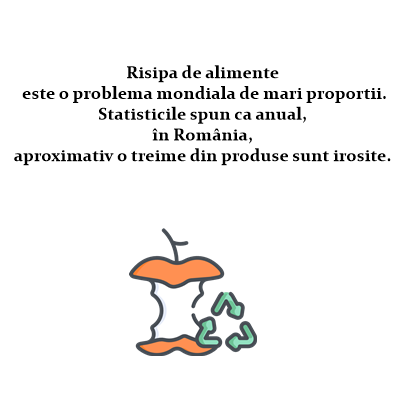 Risipa de alimente
este o problema mondiala de mari proportii.
Statisticile spun ca anual,
în România,
aproximativ o treime din produse sunt irosite.